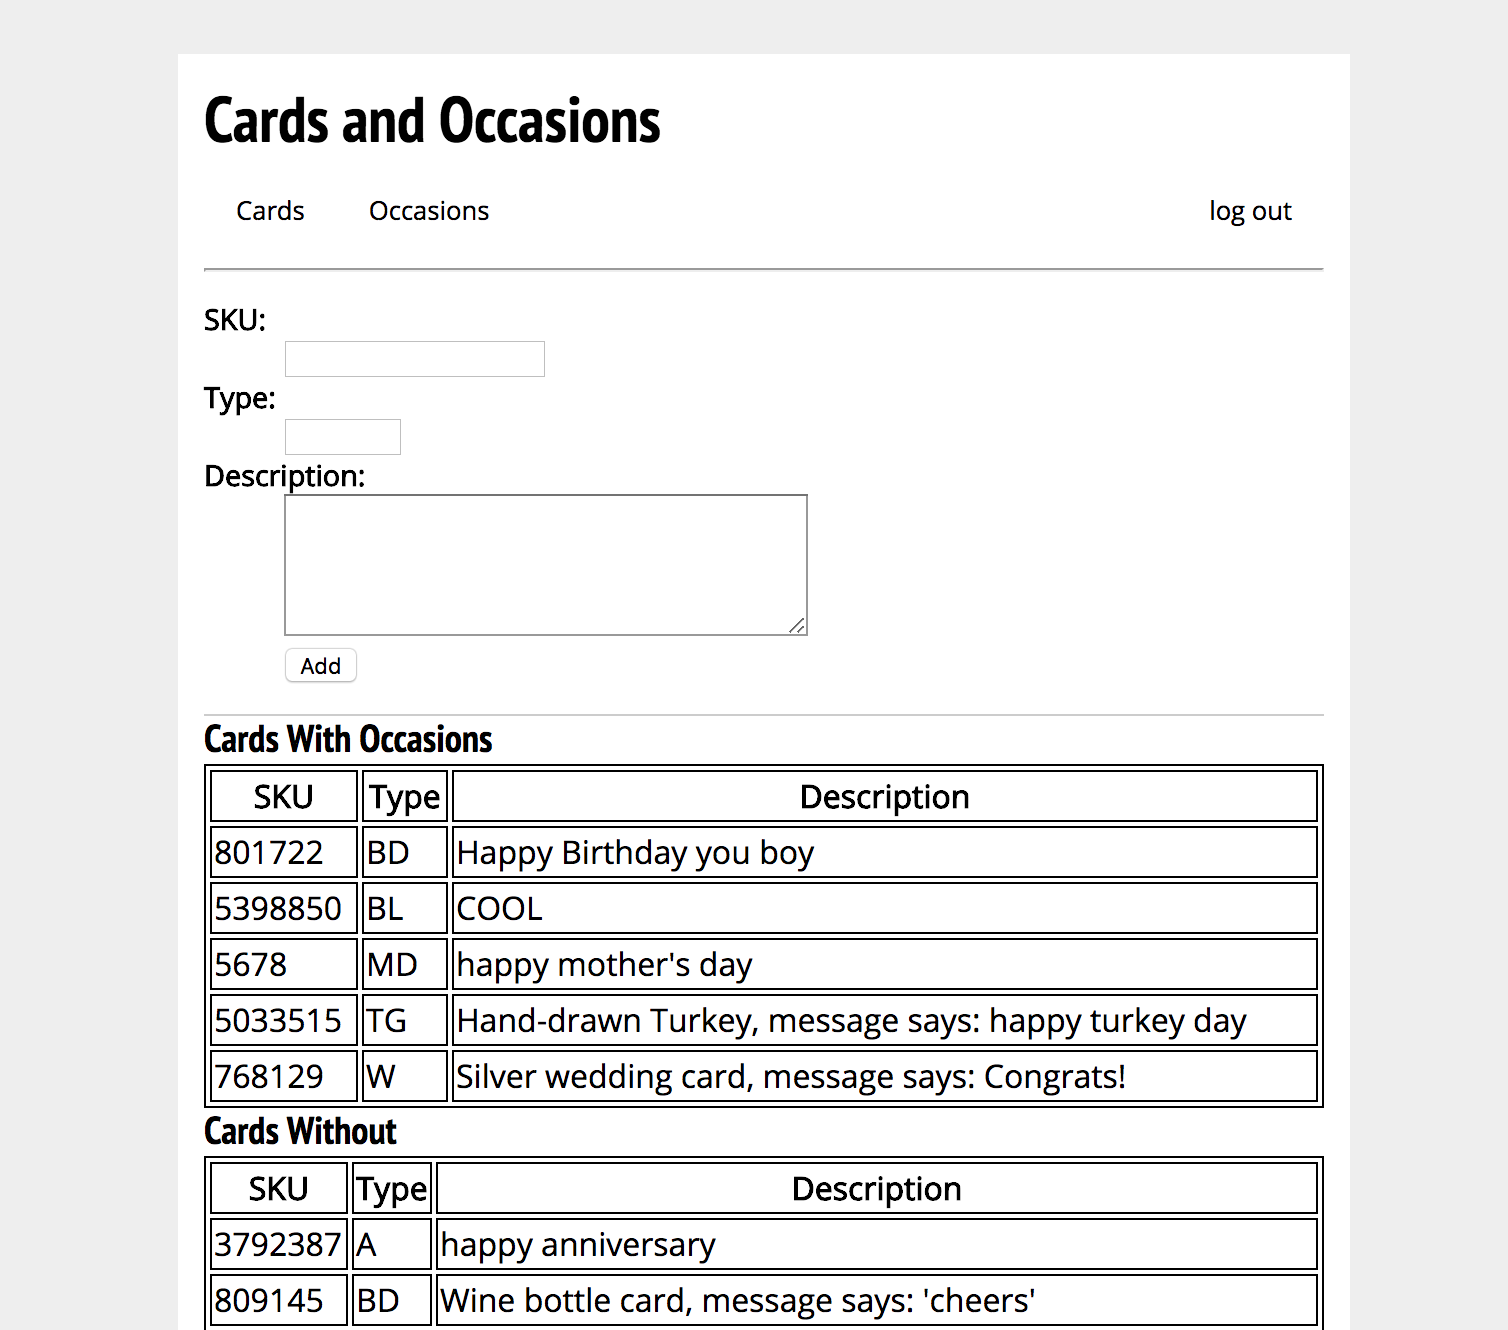 Cards and Occasions
Cards Occasions log out
SKU:
Type:
Description:
Add
Cards With Occasions
SKU Type Description
801722 BD Happy Birthday you boy
5398850 BL COOL
5678 MD happy mother's day
5033515 TG Hand-drawn Turkey, message says: happy turkey day
768129 W Silver wedding card, message says: Congrats!
Cards Without
SKU Type Description
3792387 A happy anniversary
809145 BD Wine bottle card, message says: 'cheers'